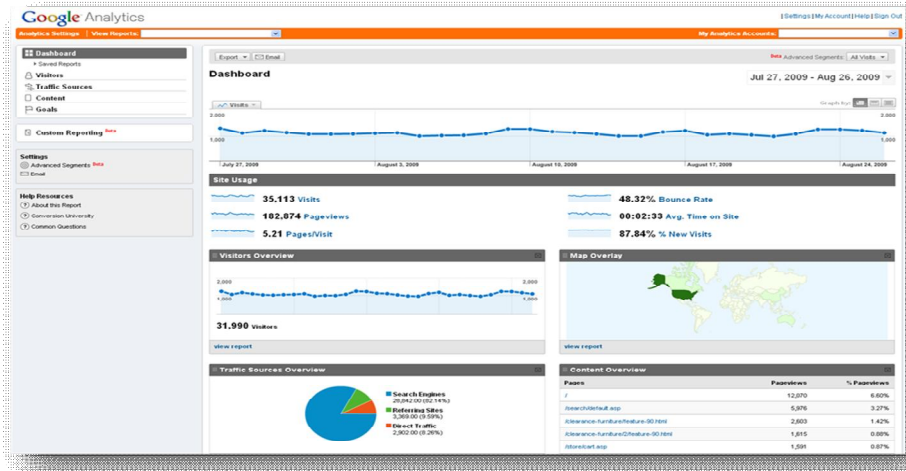 Google Analytics
Settings | My Account | Help | Sign Out
Analytics Settings | View Reports:
My Analytics Accounts:
Dashboard
Saved Reports
Visitors
Traffic Sources
Content
Goals
Custom Reporting Beta
Settings
Advanced Segments Beta
Email
Help Resources
About this Report
Conversion University
Common Questions
Export
Email
Beta Advanced Segments: All Visits
Dashboard
Jul 27, 2009 - Aug 26, 2009
Visits
Graph by:
2,000
2,000
1,000
1,000
July 27, 2009
August 3, 2009
August 10, 2009
August 17, 2009
August 24, 2009
Site Usage
35.113 Visits
48.32% Bounce Rate
182,874 Pageviews
00:02:33 Avg. Time on Site
5.21 Pages/Visit
87.84% % New Visits
Visitors Overview
2,000
2,000
1,000
1,000
31.990 Visitors
view report
Map Overlay
view report
Traffic Sources Overview
Search Engines
28,842.00 (82.14%)
Referring Sites
3,369.00 (9.59%)
Direct Traffic
2,902.00 (8.26%)
Content Overview
Pages Pageviews % Pageviews
/ 12,070 6.60%
/search/default.asp 5,976 3.27%
/clearance-furniture/feature-90.html 2,603 1.42%
/clearance-furniture/2/feature-90.html 1,615 0.88%
/store/cart.asp 1,591 0.87%